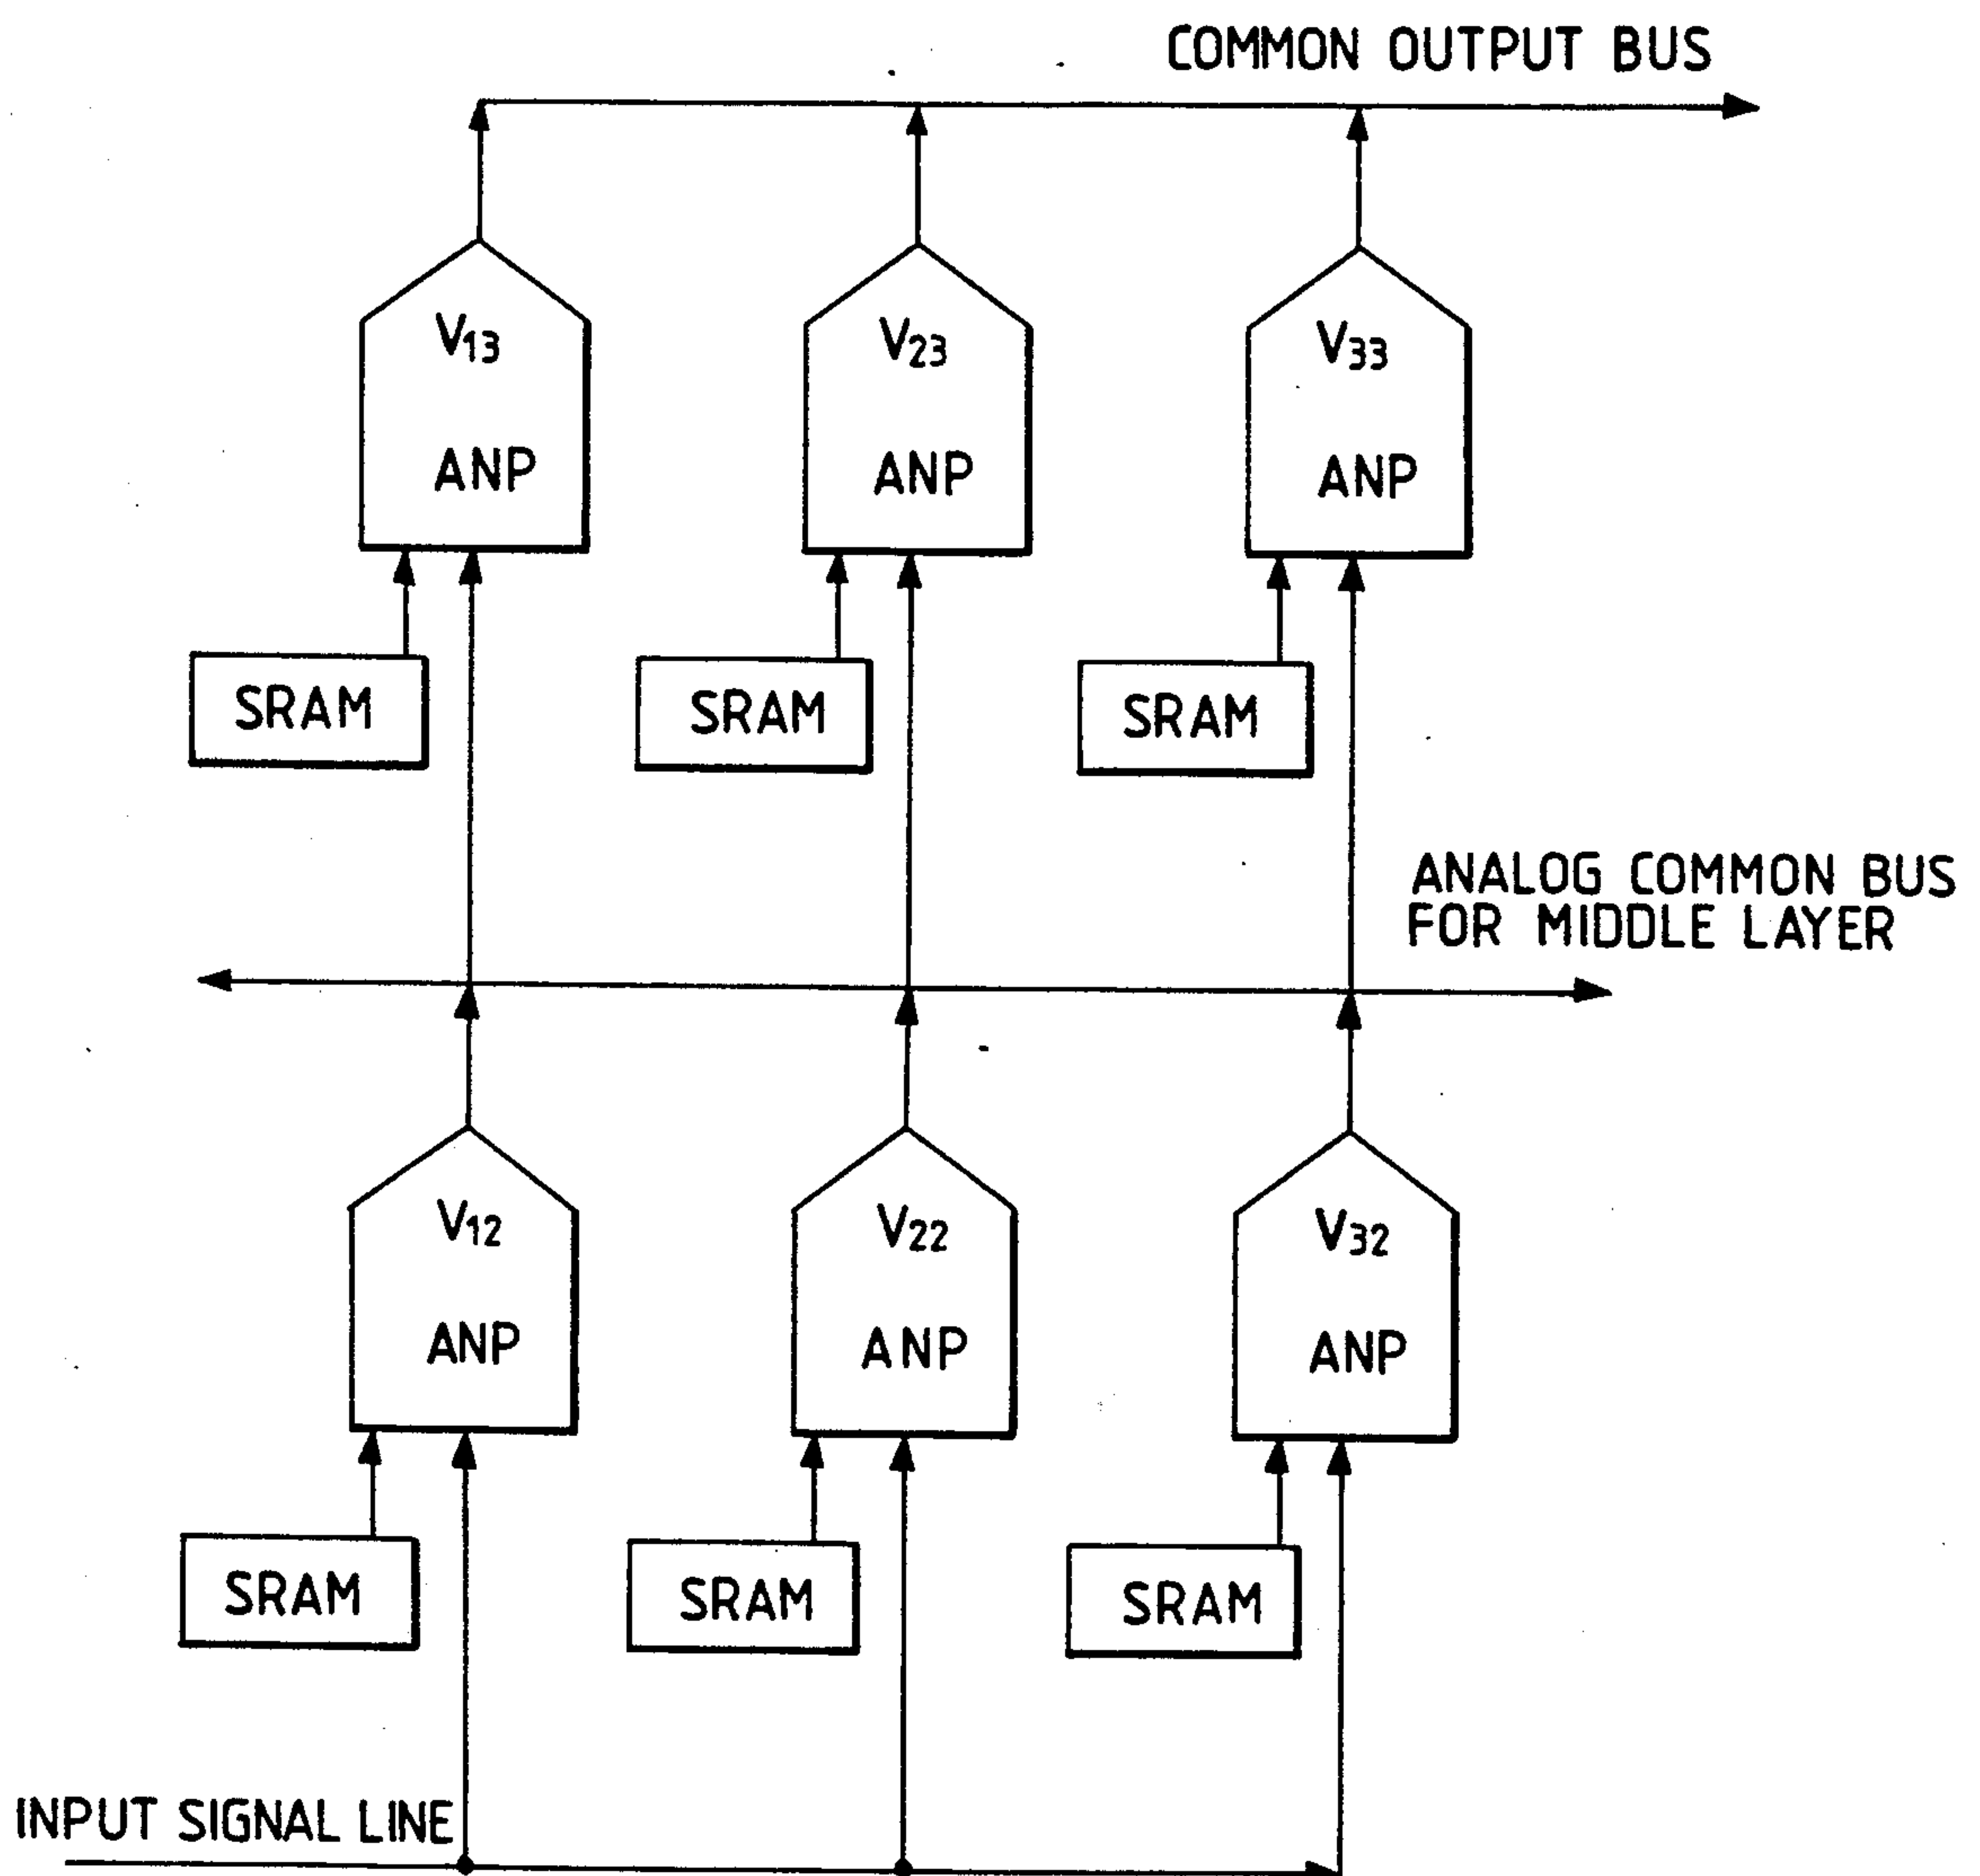 COMMON OUTPUT BUS
V13
V23
V33
ANP
ANP
ANP
SRAM
SRAM
SRAM
ANALOG COMMON BUS
FOR MIDDLE LAYER
V12
V22
V32
ANP
ANP
ANP
SRAM
SRAM
SRAM
INPUT SIGNAL LINE